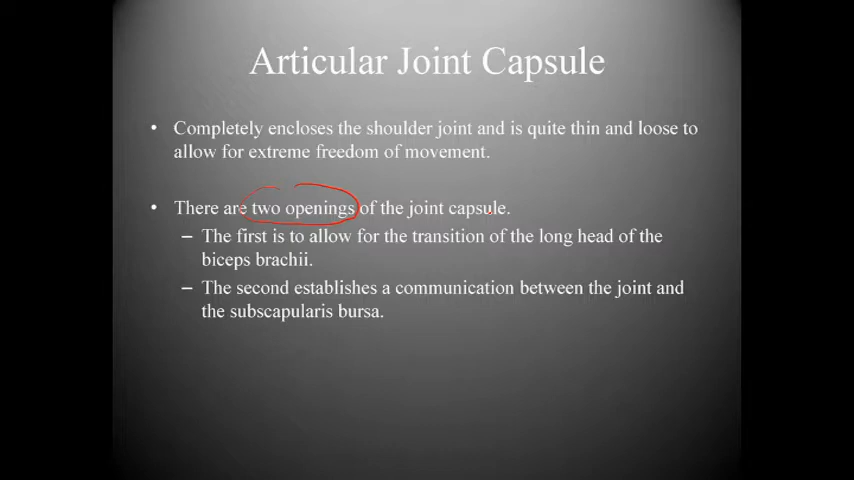 Articular Joint Capsule
• Completely encloses the shoulder joint and is quite thin and loose to
allow for extreme freedom of movement.
• There are two openings of the joint capsule.
– The first is to allow for the transition of the long head of the
biceps brachii.
– The second establishes a communication between the joint and
the subscapularis bursa.